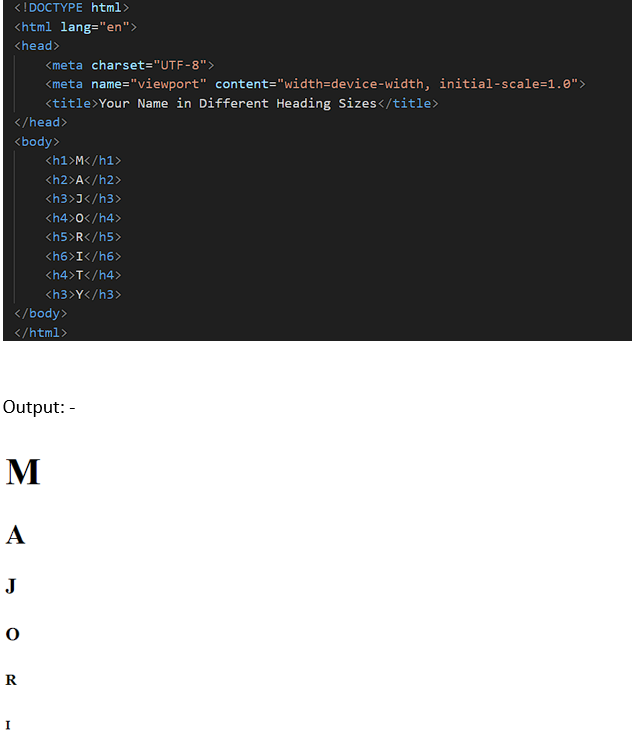 <!DOCTYPE html>
<html lang="en">
<head>
    <meta charset="UTF-8">
    <meta name="viewport" content="width=device-width, initial-scale=1.0">
    <title>Your Name in Different Heading Sizes</title>
</head>
<body>
    <h1>M</h1>
    <h2>A</h2>
    <h3>J</h3>
    <h4>O</h4>
    <h5>R</h5>
    <h6>I</h6>
    <h4>T</h4>
    <h3>Y</h3>
</body>
</html>
Output: -
M
A
J
O
R
I